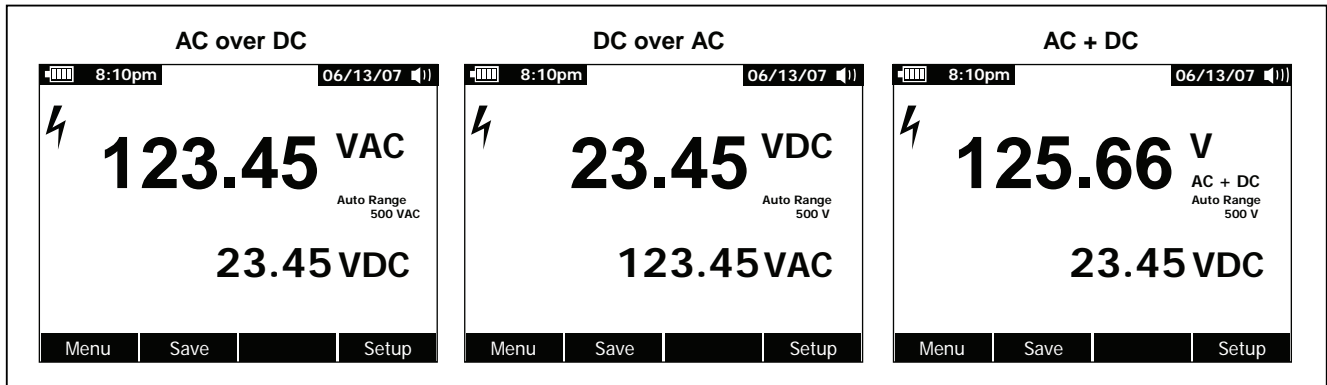 AC over DC
8:10pm 06/13/07
123.45 VAC
Auto Range
500 VAC
23.45 VDC
Menu Save Setup
DC over AC
8:10pm 06/13/07
23.45 VDC
Auto Range
500 V
123.45 VAC
Menu Save Setup
AC + DC
8:10pm 06/13/07
125.66 V
AC + DC
Auto Range
500 V
23.45 VDC
Menu Save Setup